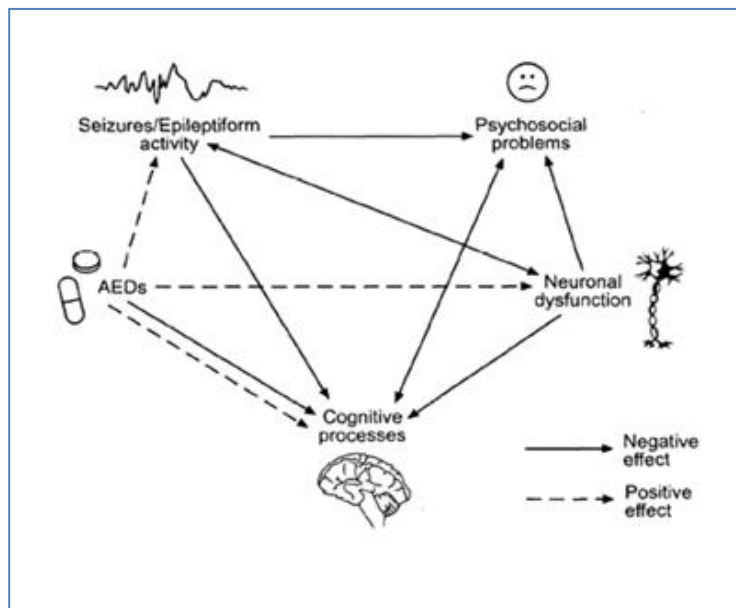 Seizures/Epileptiform
activity
Psychosocial
problems
AEDs
Neuronal
dysfunction
Cognitive
processes
Negative
effect
Positive
effect